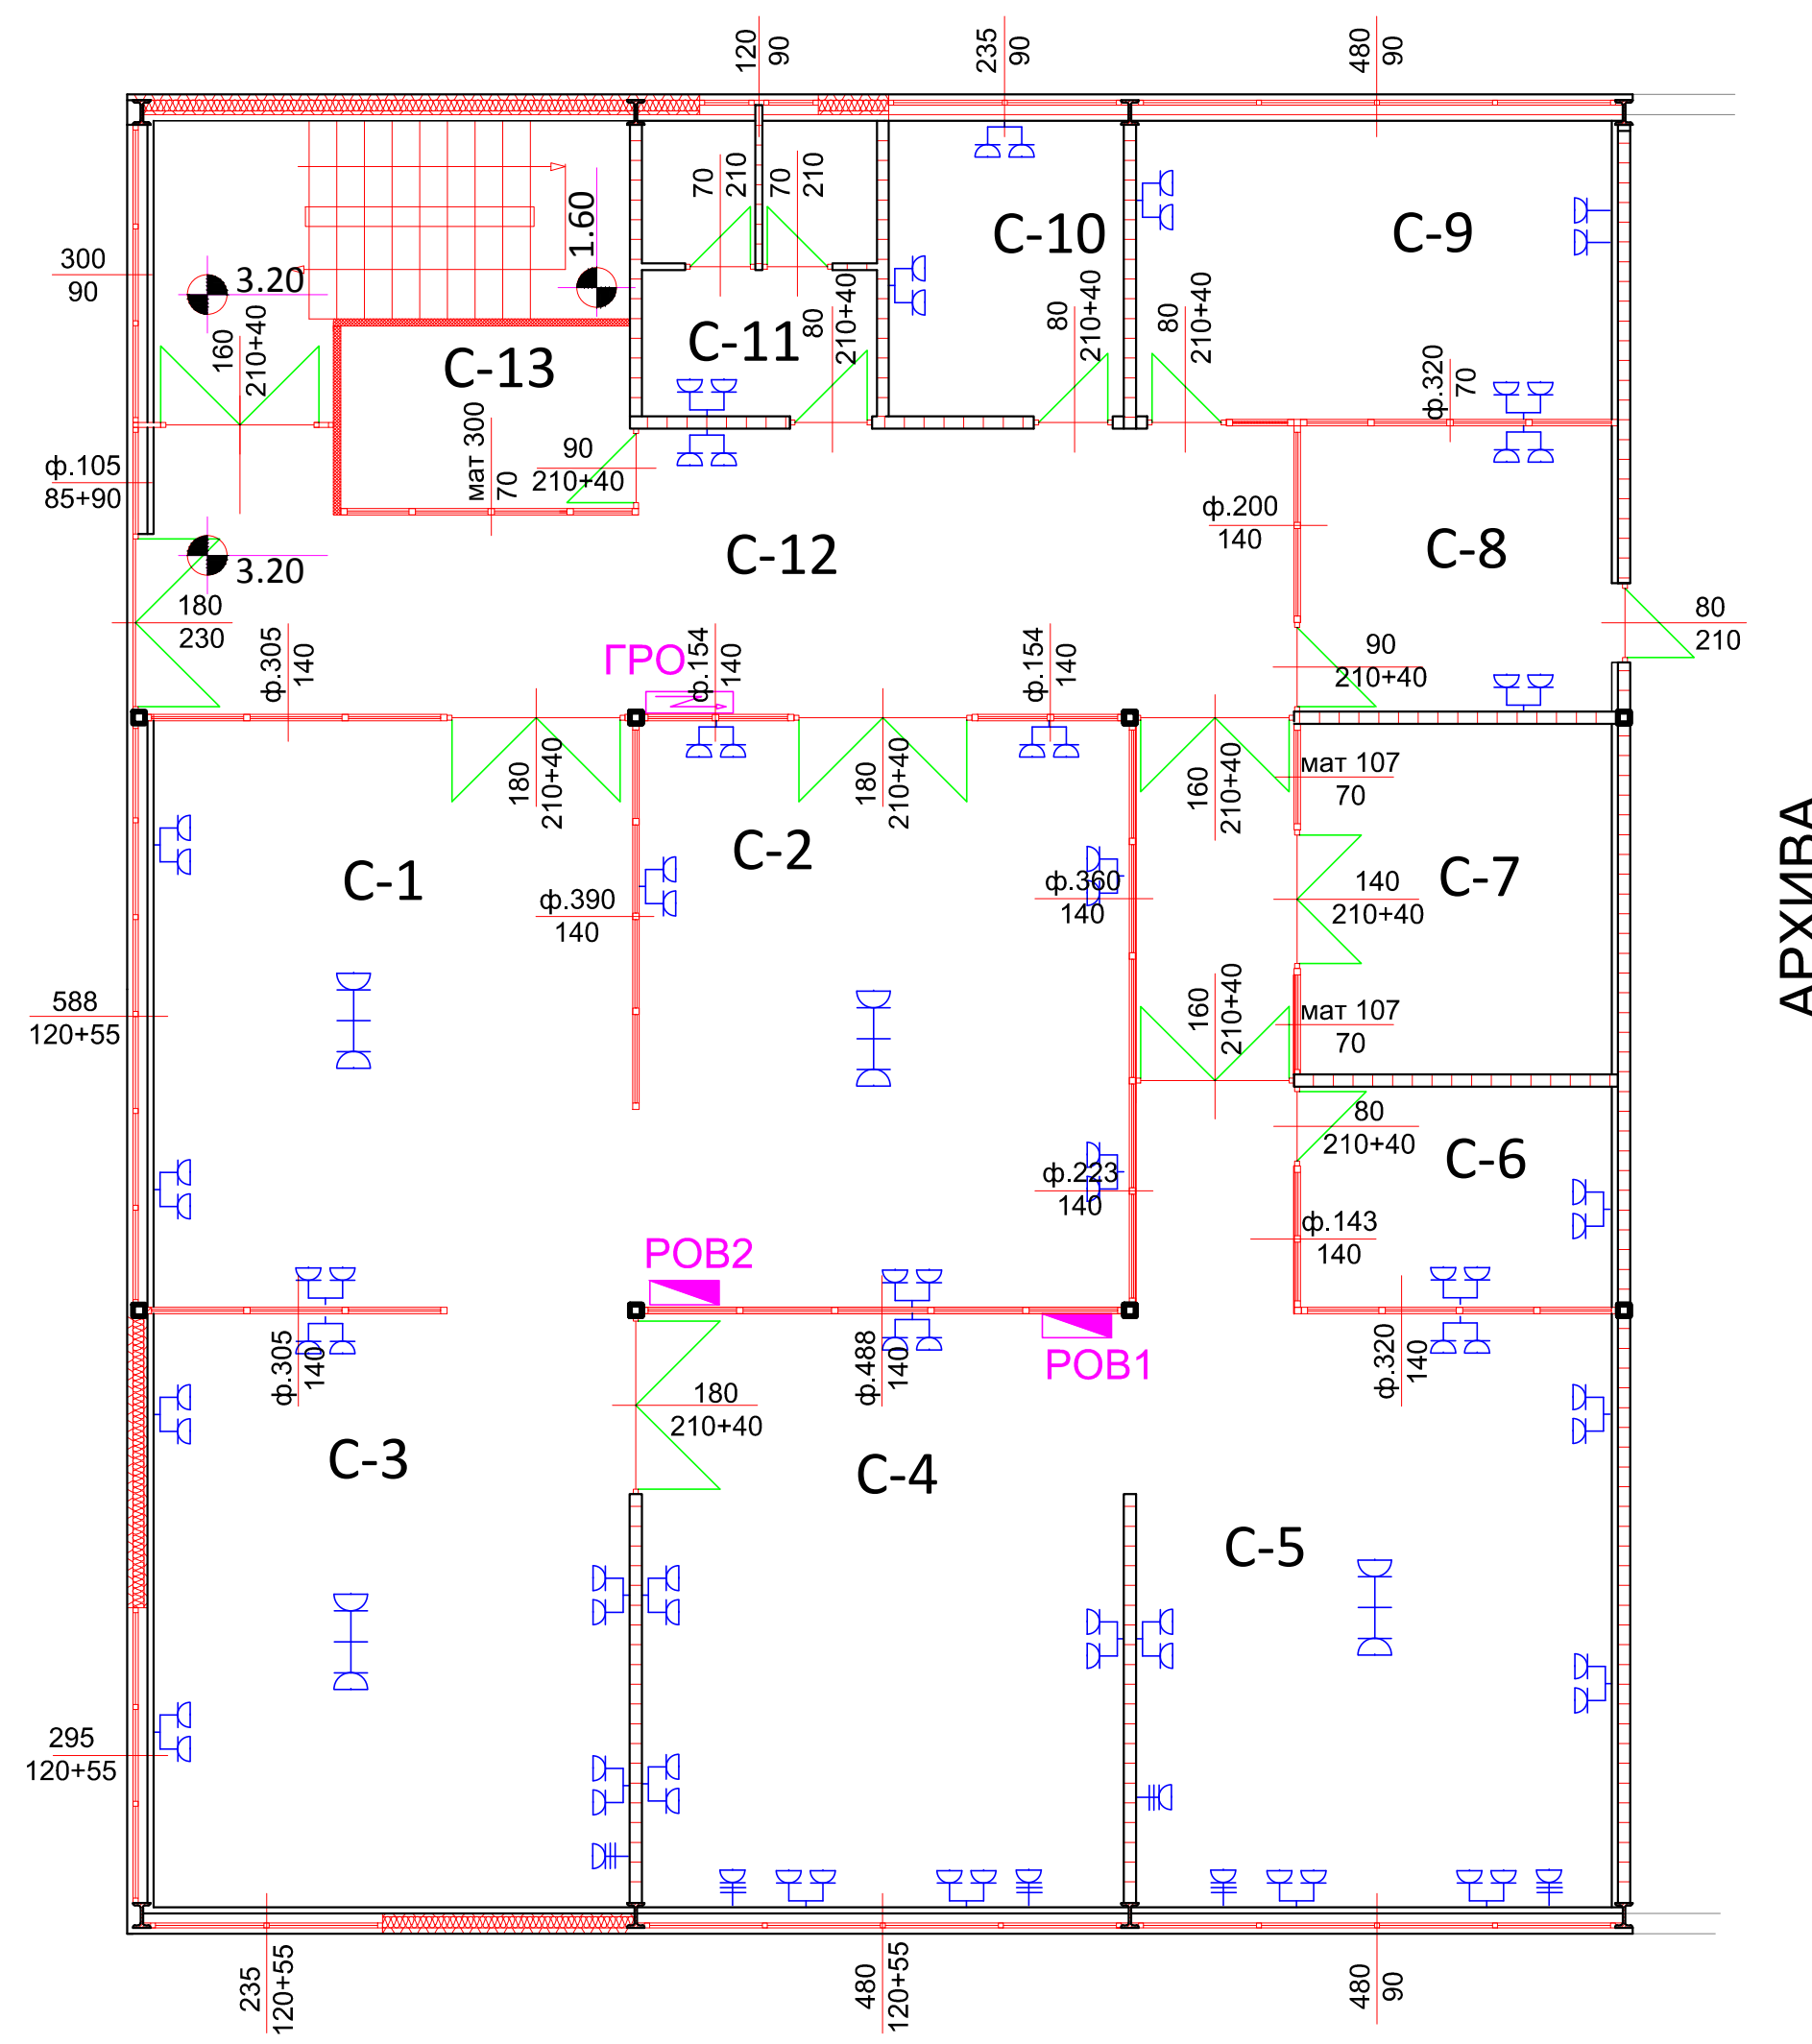 120
90
235
90
480
90
70
210
70
210
1.60
С-10
С-9
300
90
3.20
160
210+40
С-11
80
210+40
80
210+40
80
210+40
С-13
ф.320
70
мат 300
70
90
210+40
ф.105
85+90
ф.200
140
С-12
С-8
3.20
180
230
80
210
ф.305
140
ГРО
ф.154
140
ф.154
140
90
210+40
180
210+40
180
210+40
160
210+40
мат 107
70
С-1
С-2
С-7
АРХИВА
ф.390
140
ф.360
140
140
210+40
588
120+55
160
210+40
мат 107
70
80
210+40
С-6
ф.223
140
ф.143
140
РОВ2
ф.305
140
ф.488
140
РОВ1
ф.320
140
180
210+40
С-3
С-4
С-5
295
120+55
235
120+55
480
120+55
480
90